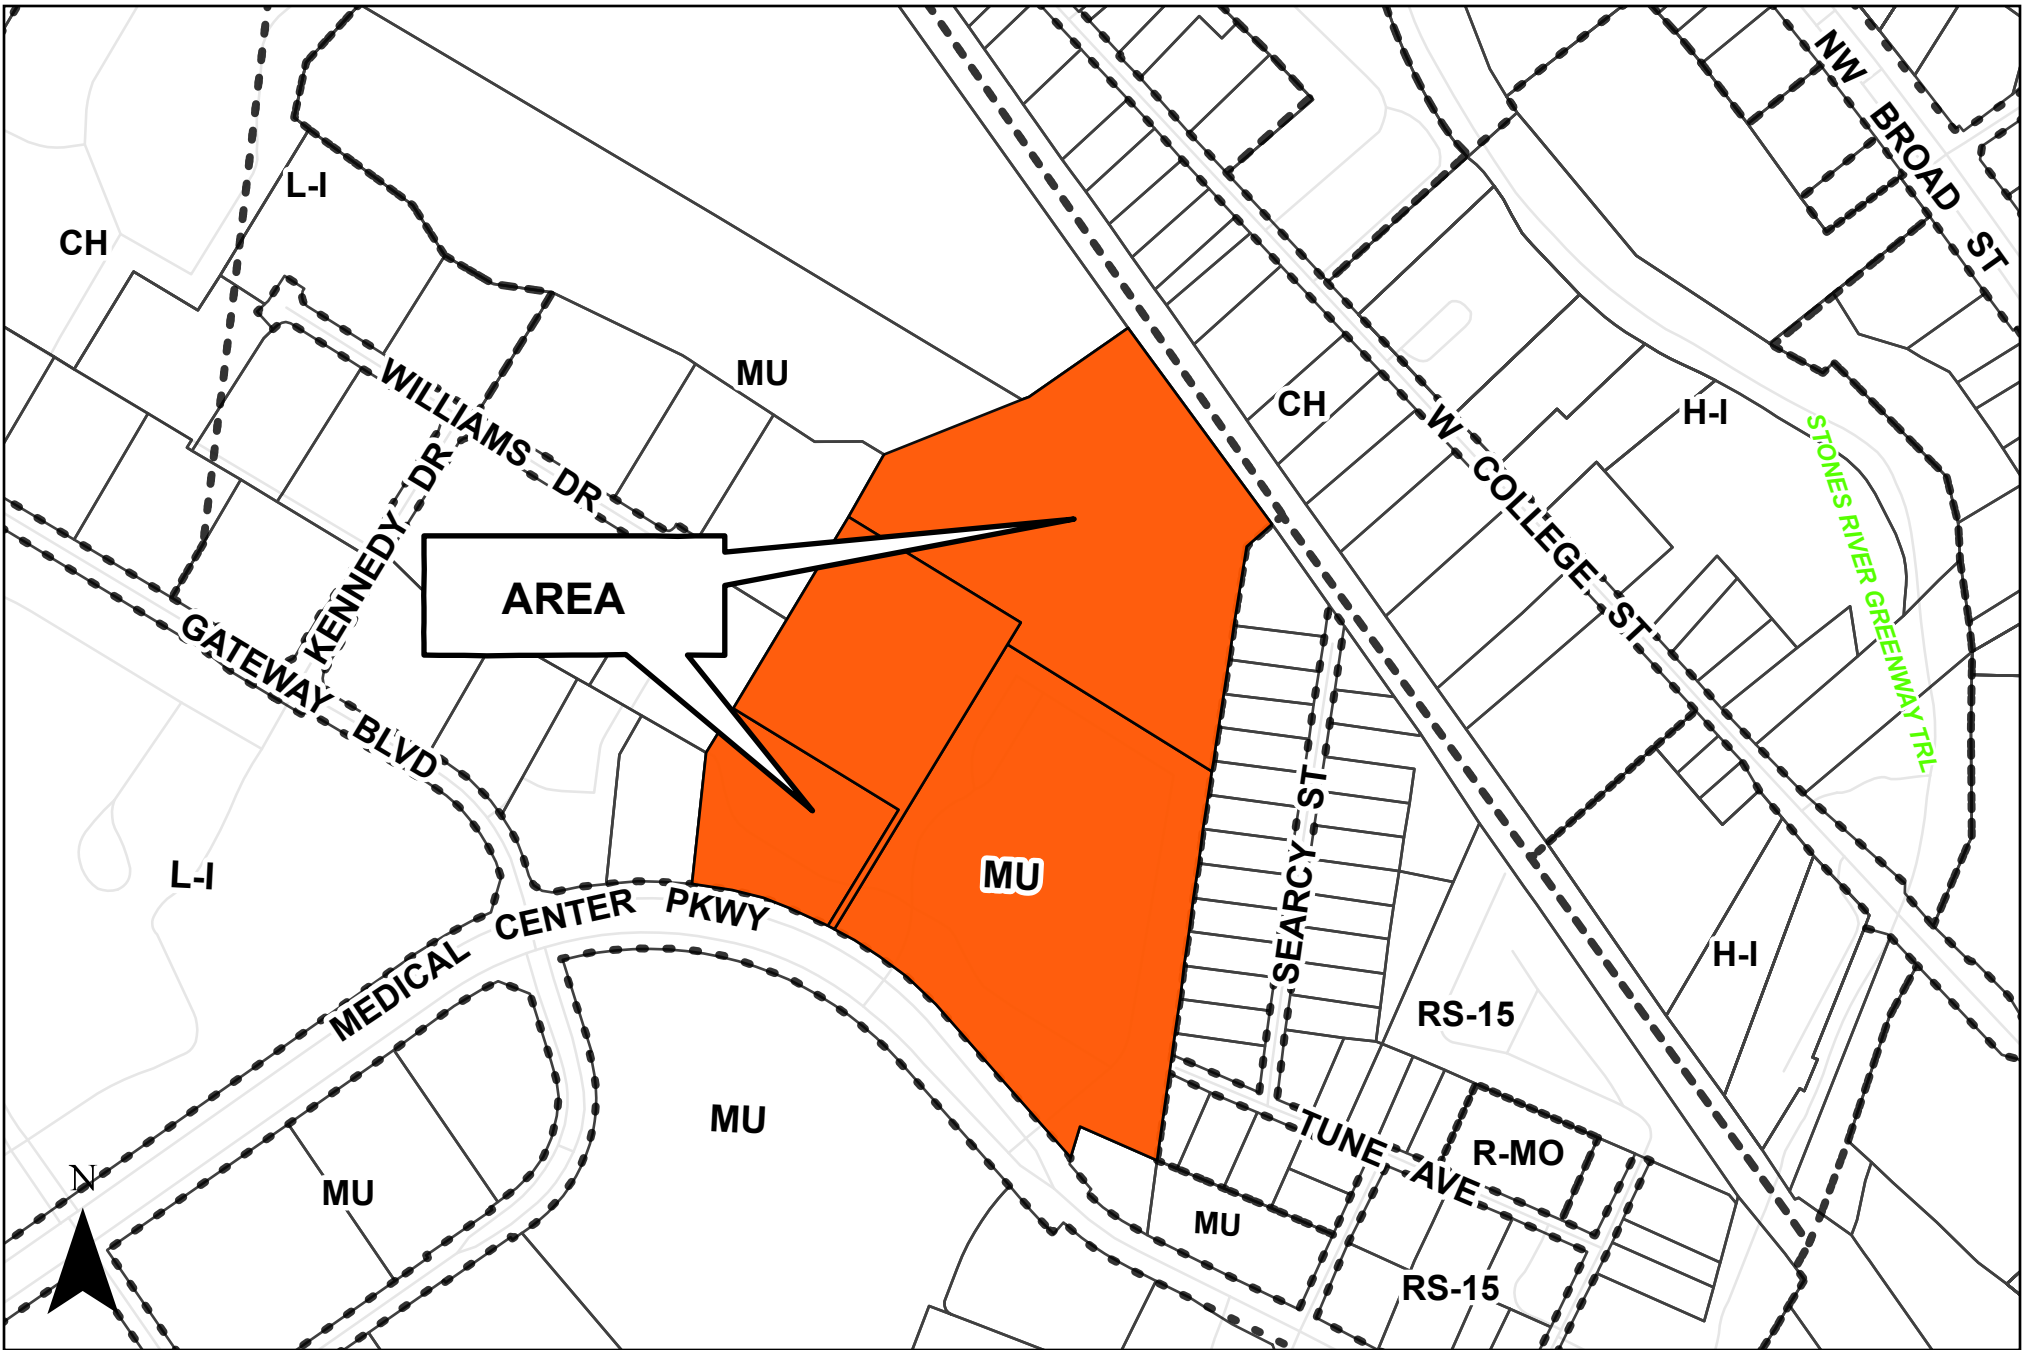 NW BROAD ST
L-I
CH
MU
WILLIAMS DR
CH
W COLLEGE ST
H-I
STONES RIVER GREENWAY TRL
KENNEDY DR
AREA
GATEWAY BLVD
SEARCY ST
L-I
MU
MEDICAL CENTER PKWY
H-I
RS-15
MU
TUNE AVE
R-MO
N
MU
MU
RS-15